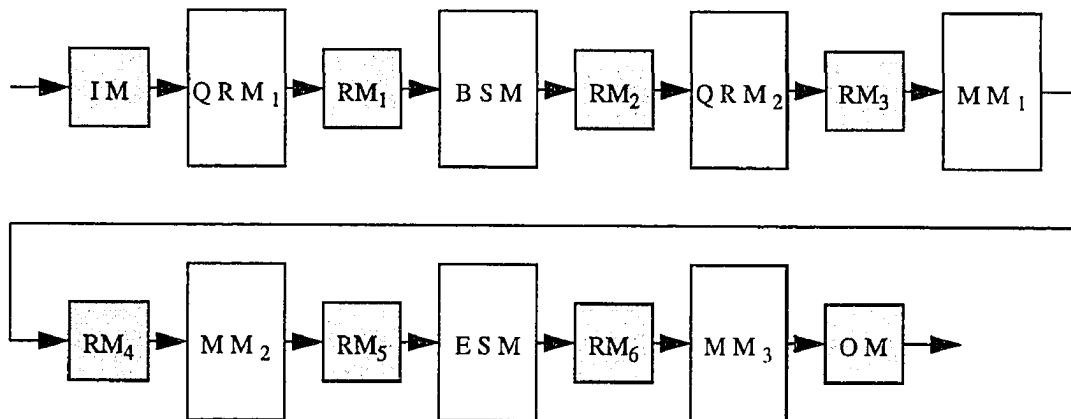 IM QRM1 RM1 BSM RM2 QRM2 RM3 MM1
RM4 MM2 RM5 ESM RM6 MM3 OM